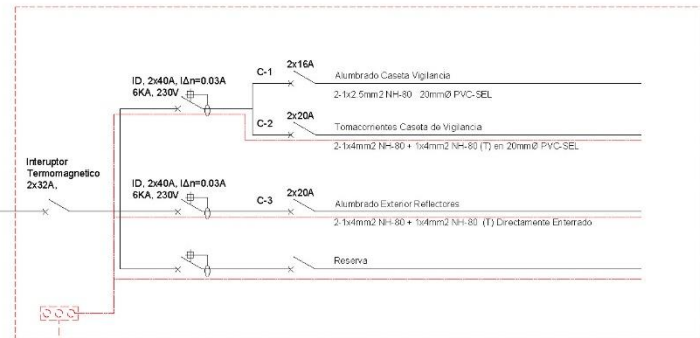 C-1
2x16A
Alumbrado Caseta Vigilancia
ID, 2x40A, IΔn=0.03A
6KA, 230V
2-1x2.5mm2 NH-80 20mmØ PVC-SEL
C-2
2x20A
Tomacorrientes Caseta de Vigilancia
2-1x4mm2 NH-80 + 1x4mm2 NH-80 (T) en 20mmØ PVC-SEL
Interuptor
Termomagnetico
2x32A,
ID, 2x40A, IΔn=0.03A
6KA, 230V
C-3
2x20A
Alumbrado Exterior Reflectores
2-1x4mm2 NH-80 + 1x4mm2 NH-80 (T) Directamente Enterrado
Reserva